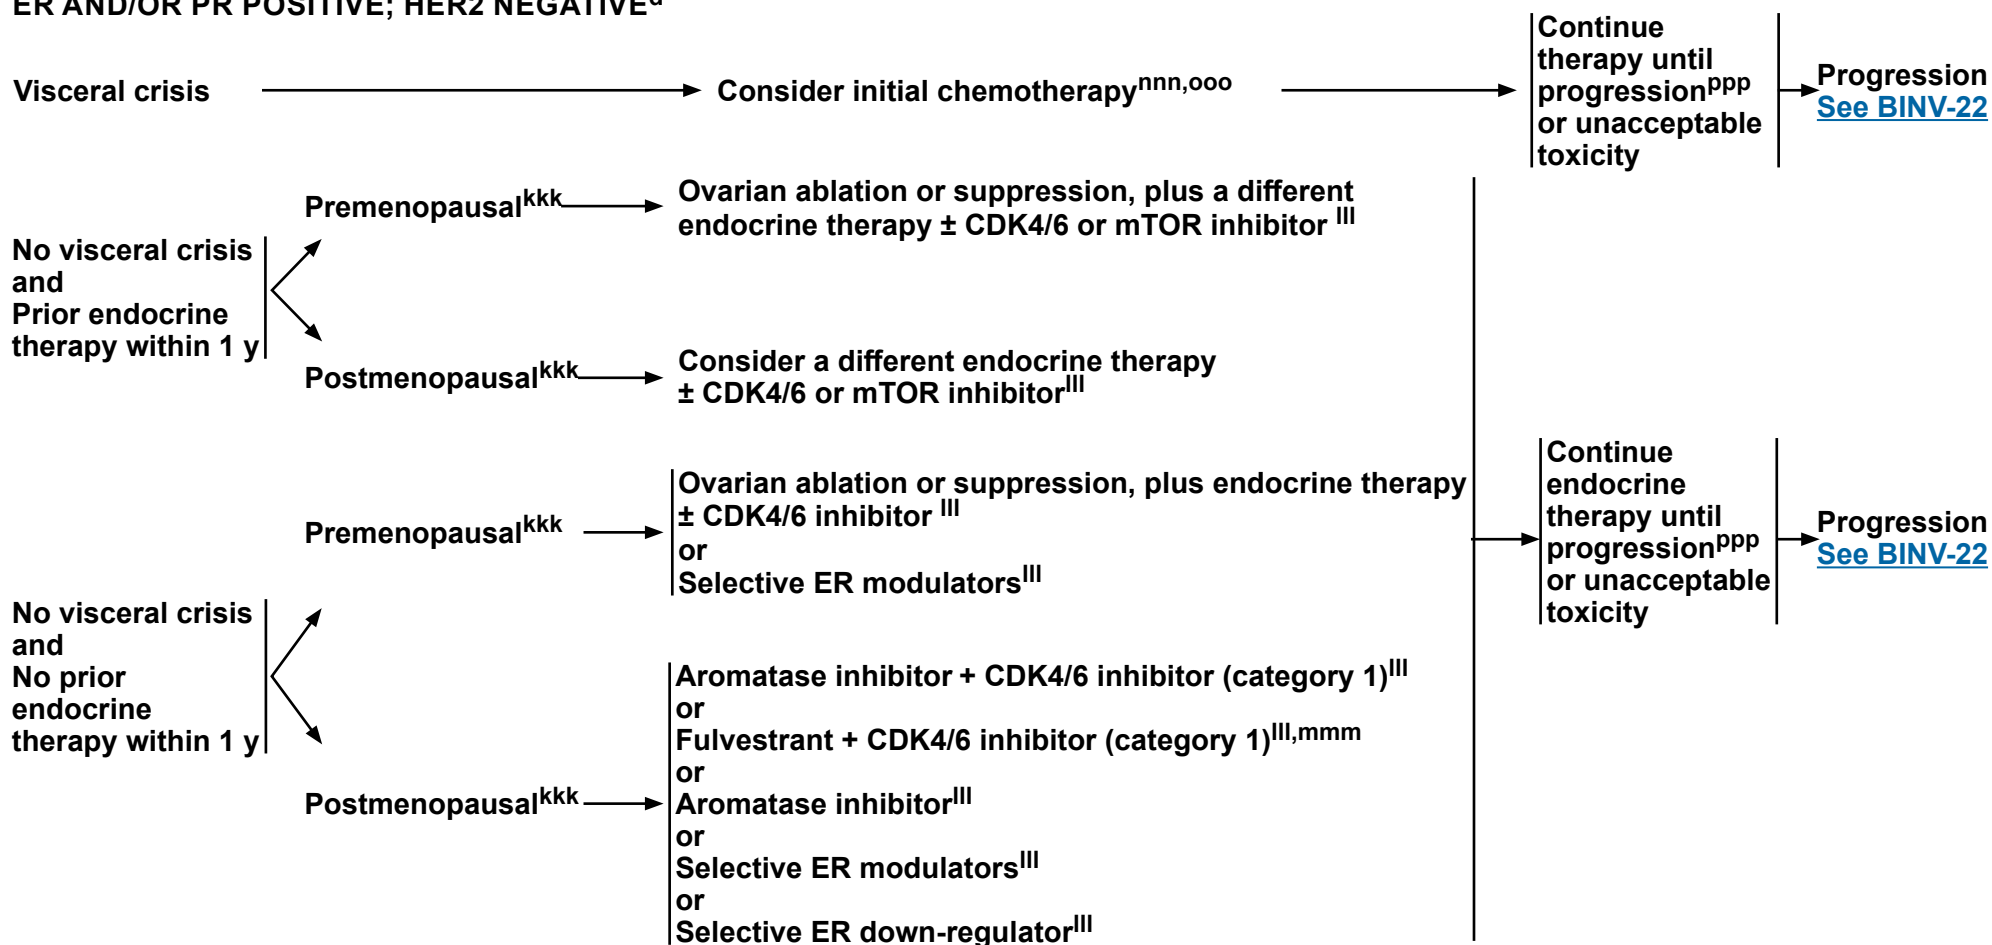 ER AND/OR PR POSITIVE; HER2 NEGATIVEd
Visceral crisis
Consider initial chemotherapynnn,ooo
Continue
therapy until
progressionppp
or unacceptable
toxicity
Progression
See BINV-22
No visceral crisis
and
Prior endocrine
therapy within 1 y
Premenopausalkkk
Ovarian ablation or suppression, plus a different
endocrine therapy ± CDK4/6 or mTOR inhibitor lll
Postmenopausalkkk
Consider a different endocrine therapy
± CDK4/6 or mTOR inhibitorlll
No visceral crisis
and
No prior
endocrine
therapy within 1 y
Premenopausalkkk
Ovarian ablation or suppression, plus endocrine therapy
± CDK4/6 inhibitor lll
or
Selective ER modulatorslll
Postmenopausalkkk
Aromatase inhibitor + CDK4/6 inhibitor (category 1)lll
or
Fulvestrant + CDK4/6 inhibitor (category 1)lll,mmm
or
Aromatase inhibitorlll
or
Selective ER modulatorslll
or
Selective ER down-regulatorlll
Continue
endocrine
therapy until
progressionppp
or unacceptable
toxicity
Progression
See BINV-22